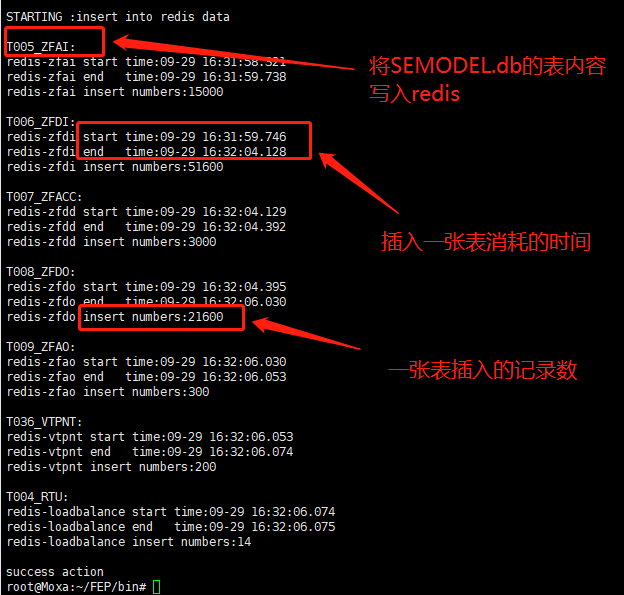 STARTING :insert into redis data
T005_ZFAI:
redis-zfai start time:09-29 16:31:58.321
redis-zfai end   time:09-29 16:31:59.738
redis-zfai insert numbers:15000
将SEMODEL.db的表内容
写入redis
T006_ZFDI:
redis-zfdi start time:09-29 16:31:59.746
redis-zfdi end   time:09-29 16:32:04.128
redis-zfdi insert numbers:51600
T007_ZFACC:
redis-zfdd start time:09-29 16:32:04.129
redis-zfdd end   time:09-29 16:32:04.392
redis-zfdd insert numbers:3000
插入一张表消耗的时间
T008_ZFDO:
redis-zfdo start time:09-29 16:32:04.395
redis-zfdo end   time:09-29 16:32:06.030
redis-zfdo insert numbers:21600
T009_ZFAO:
redis-zfao start time:09-29 16:32:06.030
redis-zfao end   time:09-29 16:32:06.053
redis-zfao insert numbers:300
一张表插入的记录数
T036_VTPNT:
redis-vtpnt start time:09-29 16:32:06.053
redis-vtpnt end   time:09-29 16:32:06.074
redis-vtpnt insert numbers:200
T004_RTU:
redis-loadbalance start time:09-29 16:32:06.074
redis-loadbalance end   time:09-29 16:32:06.075
redis-loadbalance insert numbers:14
success action
root@Moxa:~/FEP/bin#